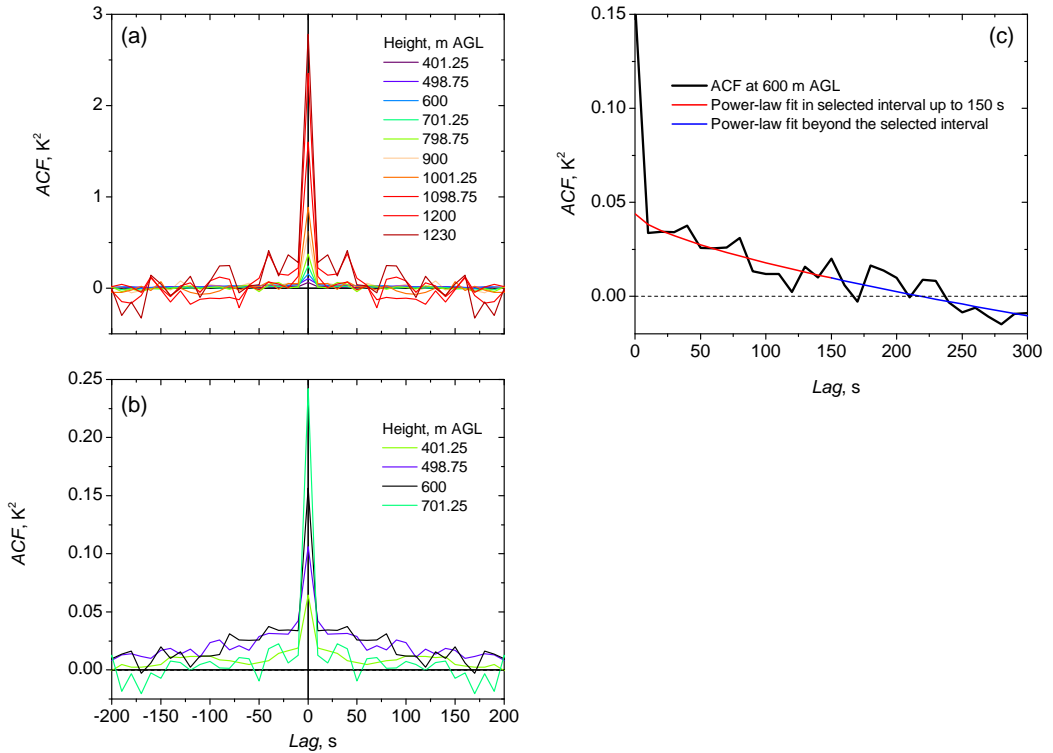 (a)
3
2
1
0
ACF, K²
Height, m AGL
401.25
498.75
600
701.25
798.75
900
1001.25
1098.75
1200
1230
(b)
0.25
0.20
0.15
0.10
0.05
0.00
ACF, K²
Height, m AGL
401.25
498.75
600
701.25
-200 -150 -100 -50 0 50 100 150 200
Lag, s
(c)
0.15
0.10
0.05
0.00
ACF, K²
ACF at 600 m AGL
Power-law fit in selected interval up to 150 s
Power-law fit beyond the selected interval
0 50 100 150 200 250 300
Lag, s